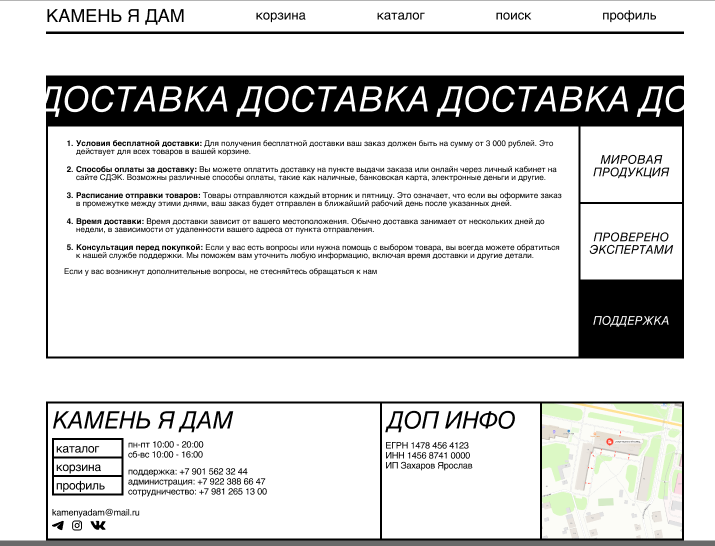 КАМЕНЬ Я ДАМ
корзина
каталог
поиск
профиль
ДОСТАВКА ДОСТАВКА ДОСТАВКА ДО
1. Условия бесплатной доставки: Для получения бесплатной доставки ваш заказ должен быть на сумму от 3 000 рублей. Это
действует для всех товаров в вашей корзине.
2. Способы оплаты за доставку: Вы можете оплатить доставку на пункте выдачи заказа или онлайн через личный кабинет на
сайте СДЭК. Возможны различные способы оплаты, такие как наличные, банковская карта, электронные деньги и другие.
3. Расписание отправки товаров: Товары отправляются каждый вторник и пятницу. Это означает, что если вы оформите заказ
в промежутке между этими днями, ваш заказ будет отправлен в ближайший рабочий день после указанных дней.
4. Время доставки: Время доставки зависит от вашего местоположения. Обычно доставка занимает от нескольких дней до
недели, в зависимости от удаленности вашего адреса от пункта отправления.
5. Консультация перед покупкой: Если у вас есть вопросы или нужна помощь с выбором товара, вы всегда можете обратиться
к нашей службе поддержки. Мы поможем вам уточнить любую информацию, включая время доставки и другие детали.
Если у вас возникнут дополнительные вопросы, не стесняйтесь обращаться к нам
МИРОВАЯ
ПРОДУКЦИЯ
ПРОВЕРЕНО
ЭКСПЕРТАМИ
ПОДДЕРЖКА
КАМЕНЬ Я ДАМ
каталог
корзина
профиль
пн-пт 10:00 - 20:00
сб-вс 10:00 - 16:00
поддержка: +7 901 562 32 44
администрация: +7 922 388 66 47
сотрудничество: +7 981 265 13 00
kamenyadam@mail.ru
ДОП ИНФО
ЕГРН 1478 456 4123
ИНН 1456 8741 0000
ИП Захаров Ярослав